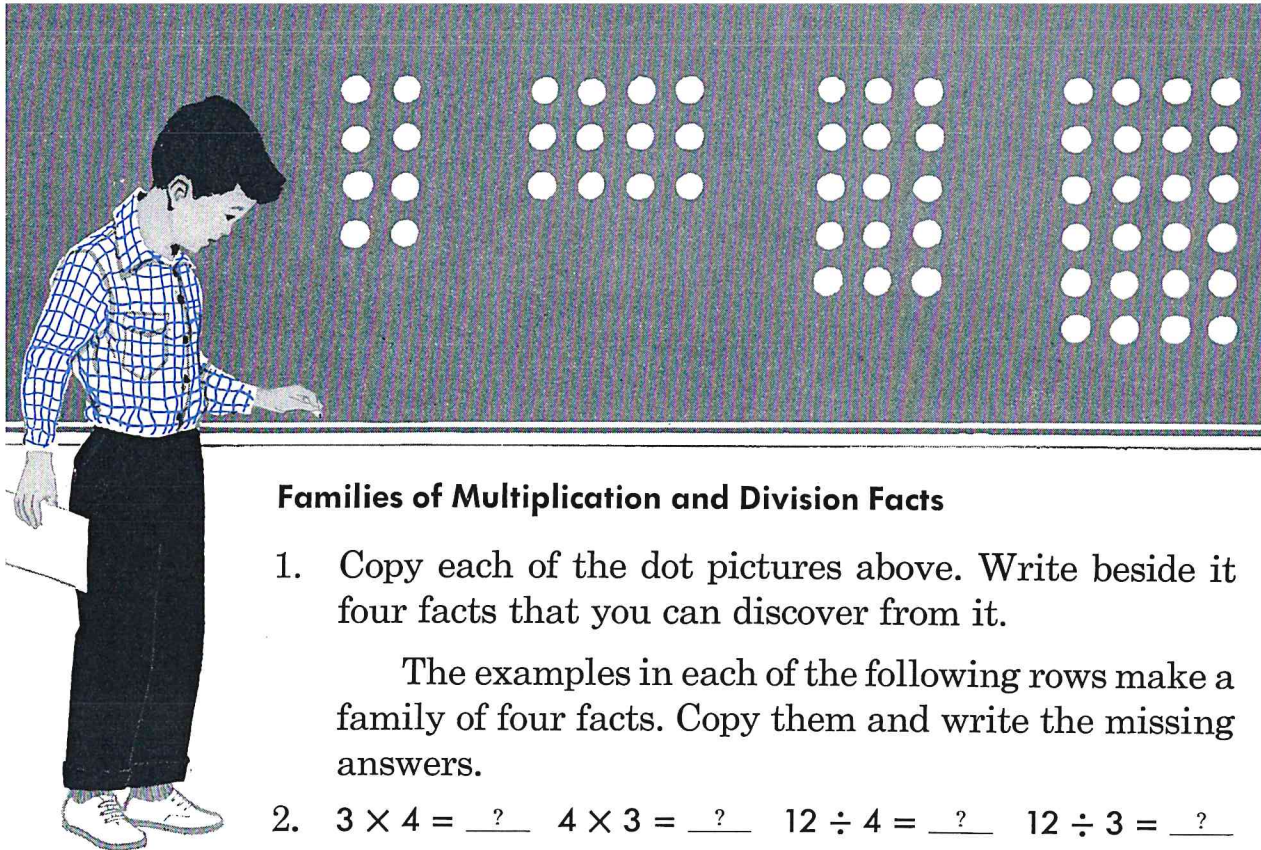 Families of Multiplication and Division Facts
1. Copy each of the dot pictures above. Write beside it
four facts that you can discover from it.
The examples in each of the following rows make a
family of four facts. Copy them and write the missing
answers.
2. 3 × 4 = ? 4 × 3 = ? 12 ÷ 4 = ? 12 ÷ 3 = ?